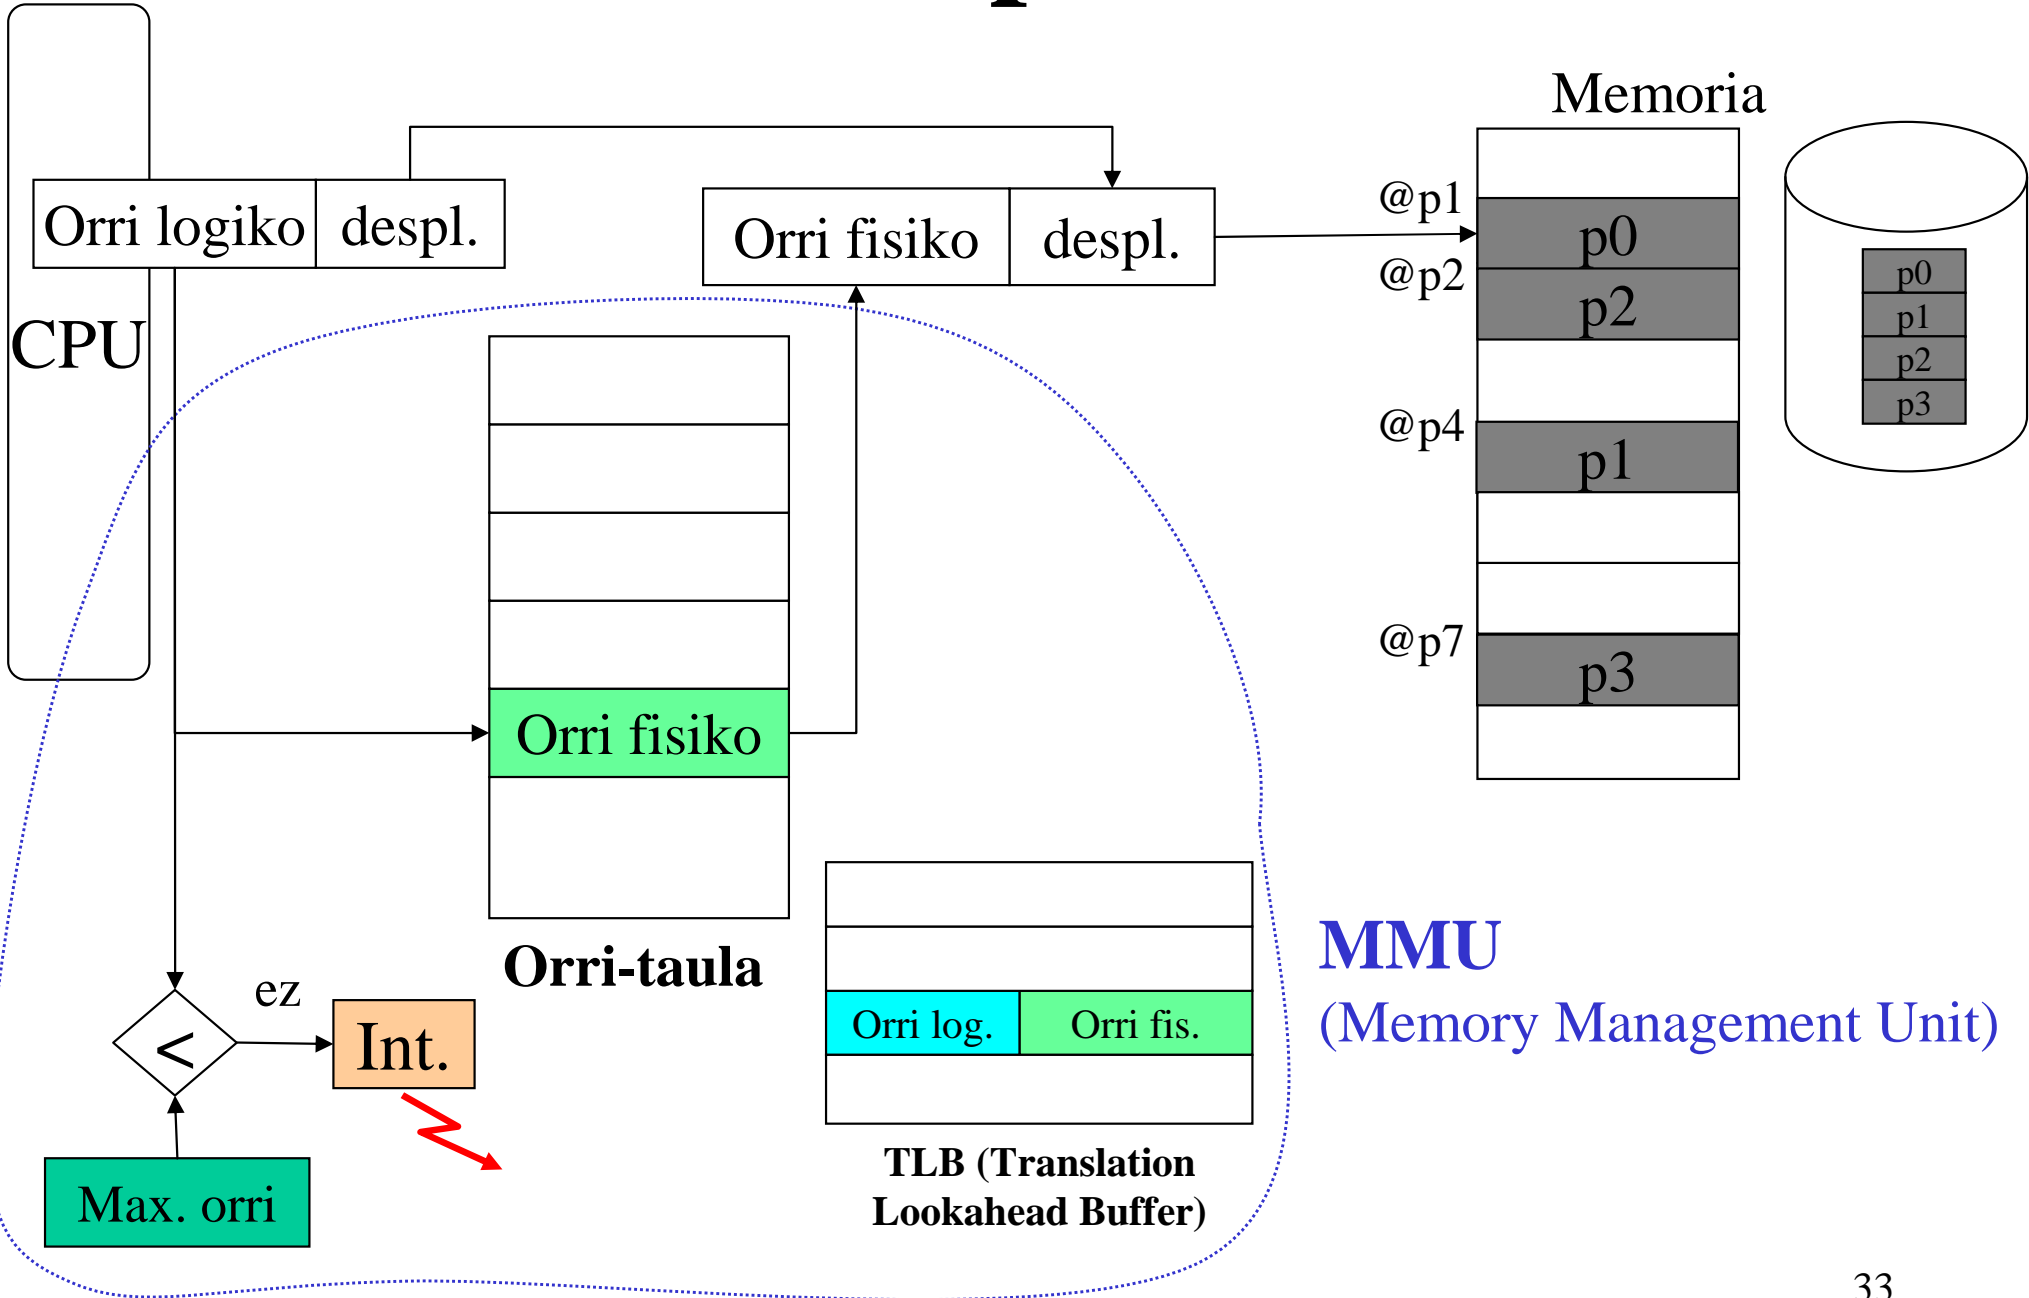 Memoria
Orri logiko
despl.
Orri fisiko
despl.
@p1
p0
@p2
p2
@p4
p1
@p7
p3
p0
p1
p2
p3
CPU
Orri fisiko
Orri-taula
ez
<
Int.
Max. orri
Orri log.
Orri fis.
TLB (Translation
Lookahead Buffer)
MMU
(Memory Management Unit)
33